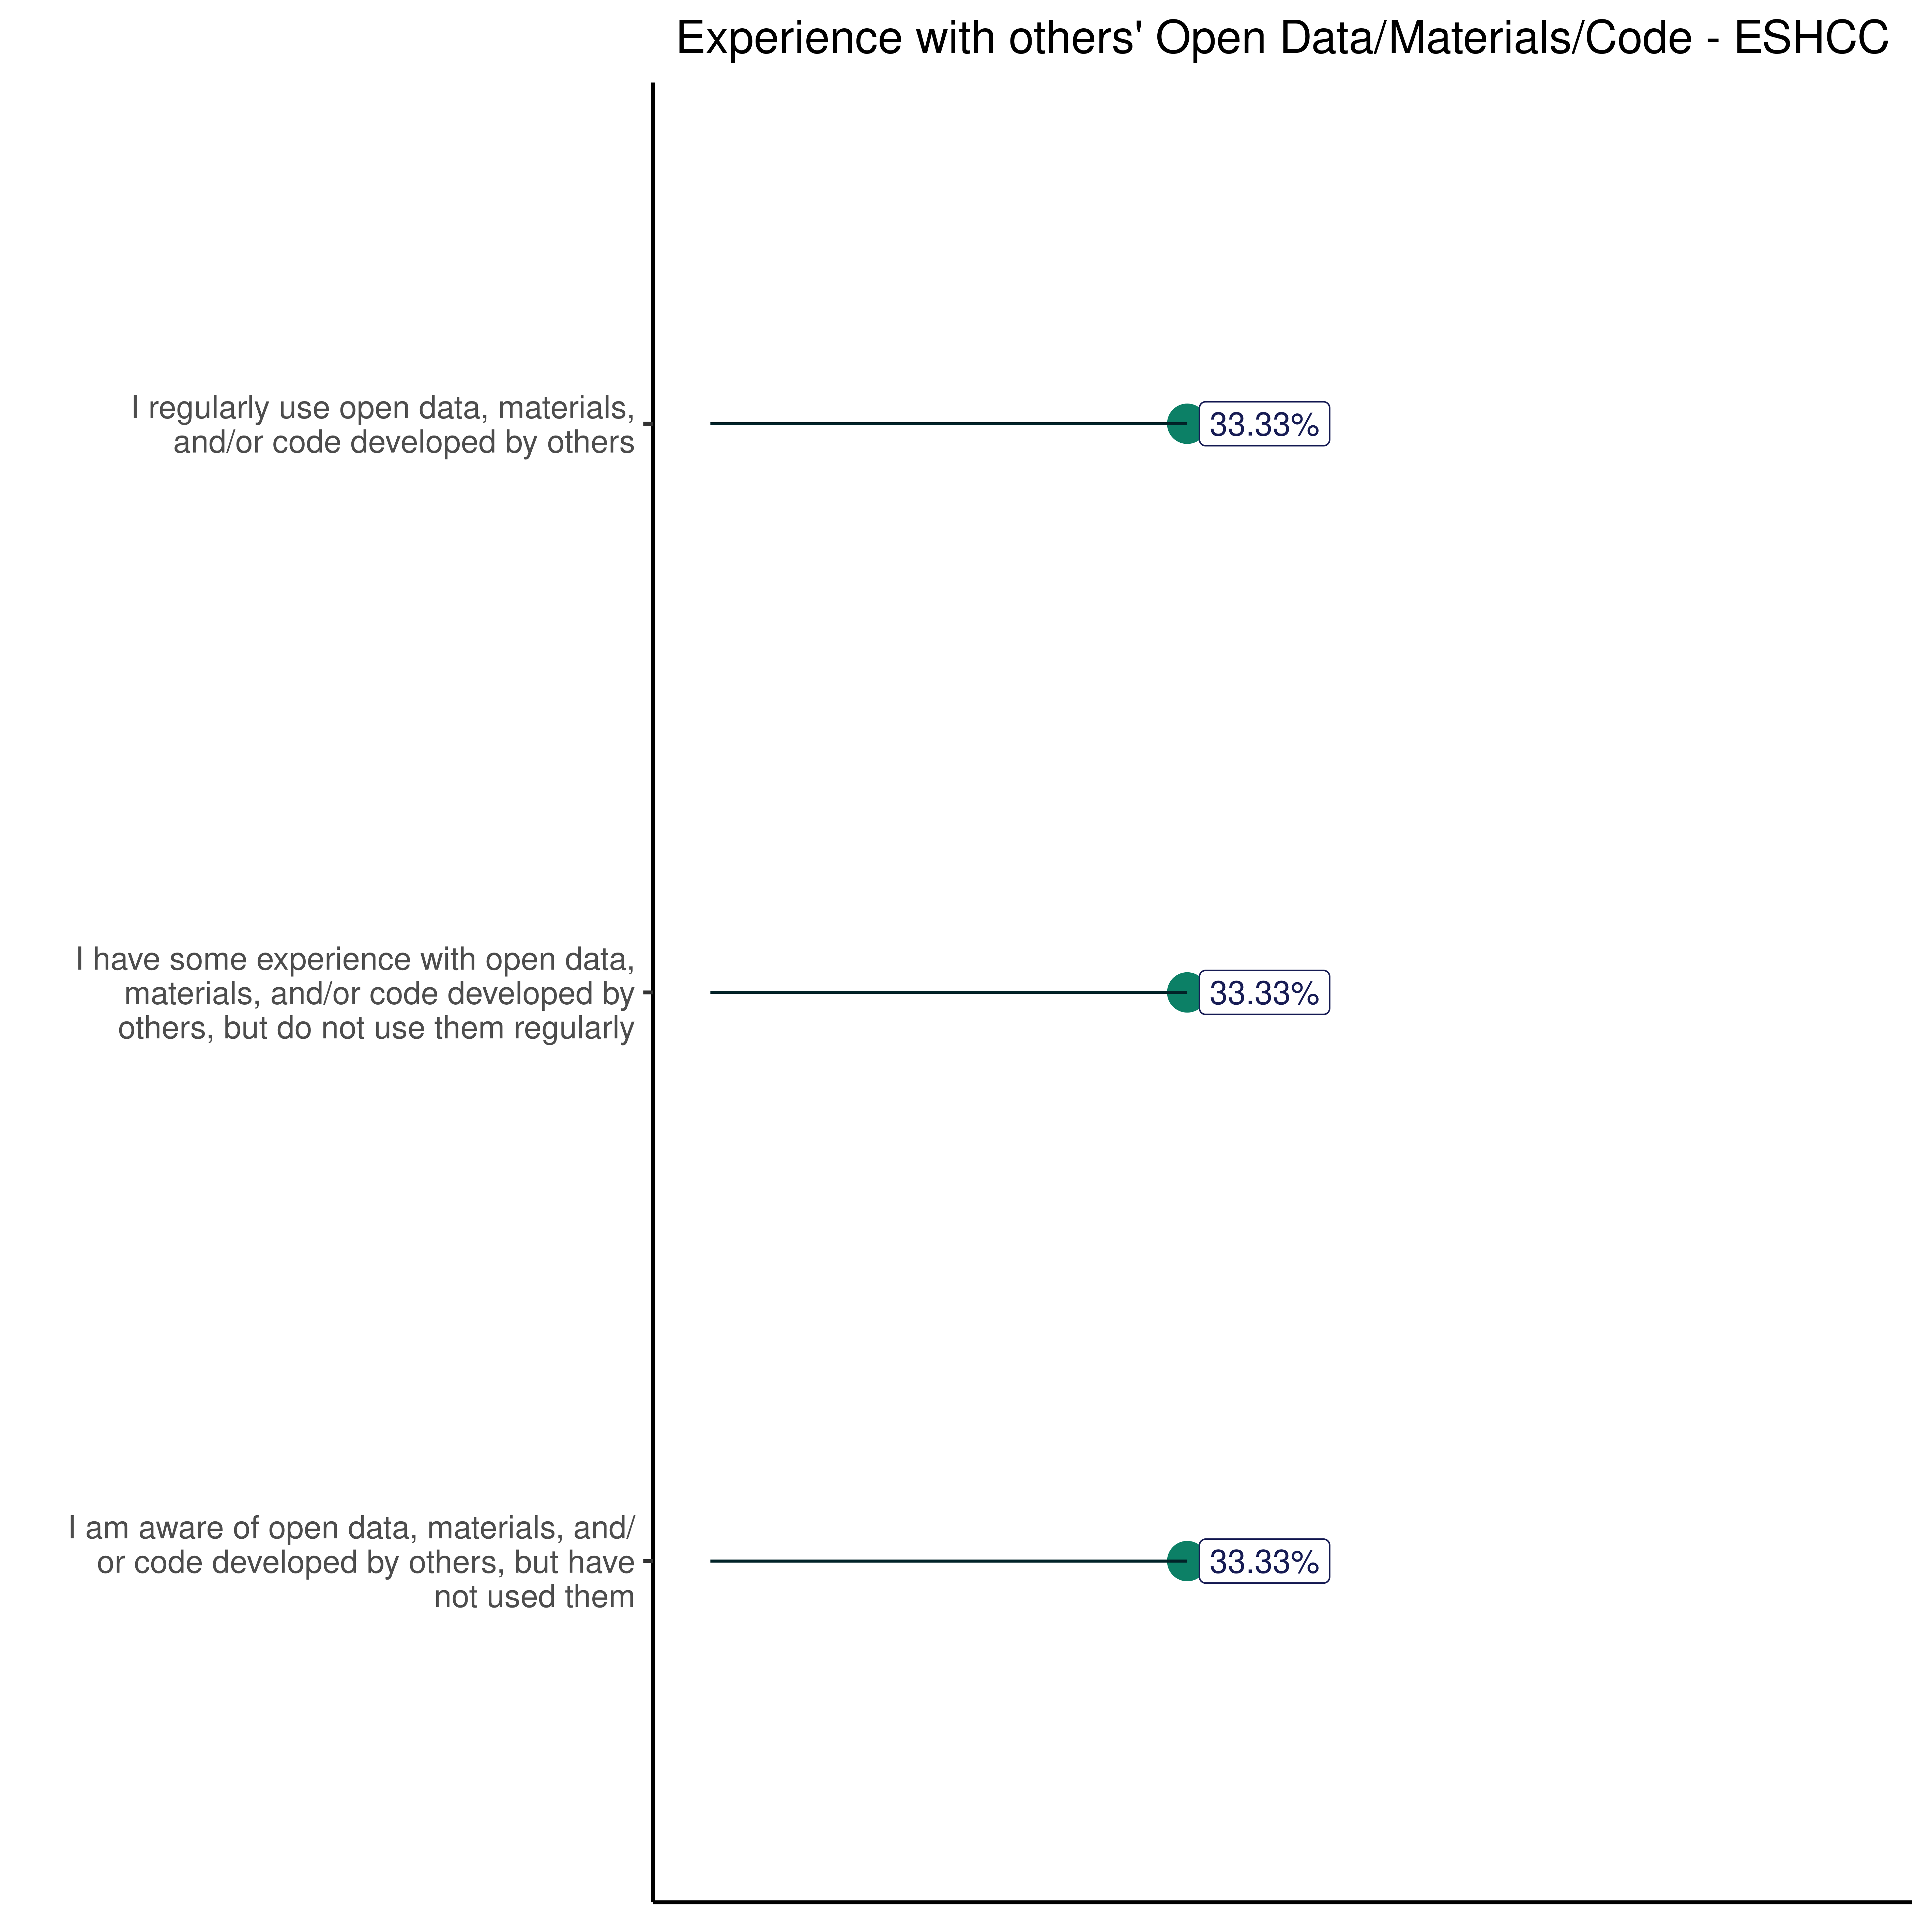 Experience with others' Open Data/Materials/Code - ESHCC
I regularly use open data, materials,
and/or code developed by others
33.33%
I have some experience with open data,
materials, and/or code developed by
others, but do not use them regularly
33.33%
I am aware of open data, materials, and/
or code developed by others, but have
not used them
33.33%